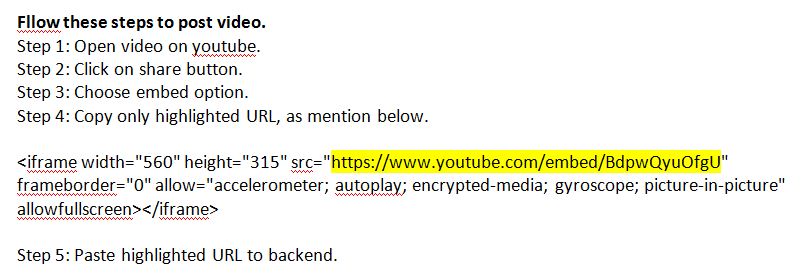 Fllow these steps to post video.
Step 1: Open video on youtube.
Step 2: Click on share button.
Step 3: Choose embed option.
Step 4: Copy only highlighted URL, as mention below.
<iframe width="560" height="315" src="https://www.youtube.com/embed/BdpwQyuOfgU"
frameborder="0" allow="accelerometer; autoplay; encrypted-media; gyroscope; picture-in-picture"
allowfullscreen></iframe>
Step 5: Paste highlighted URL to backend.